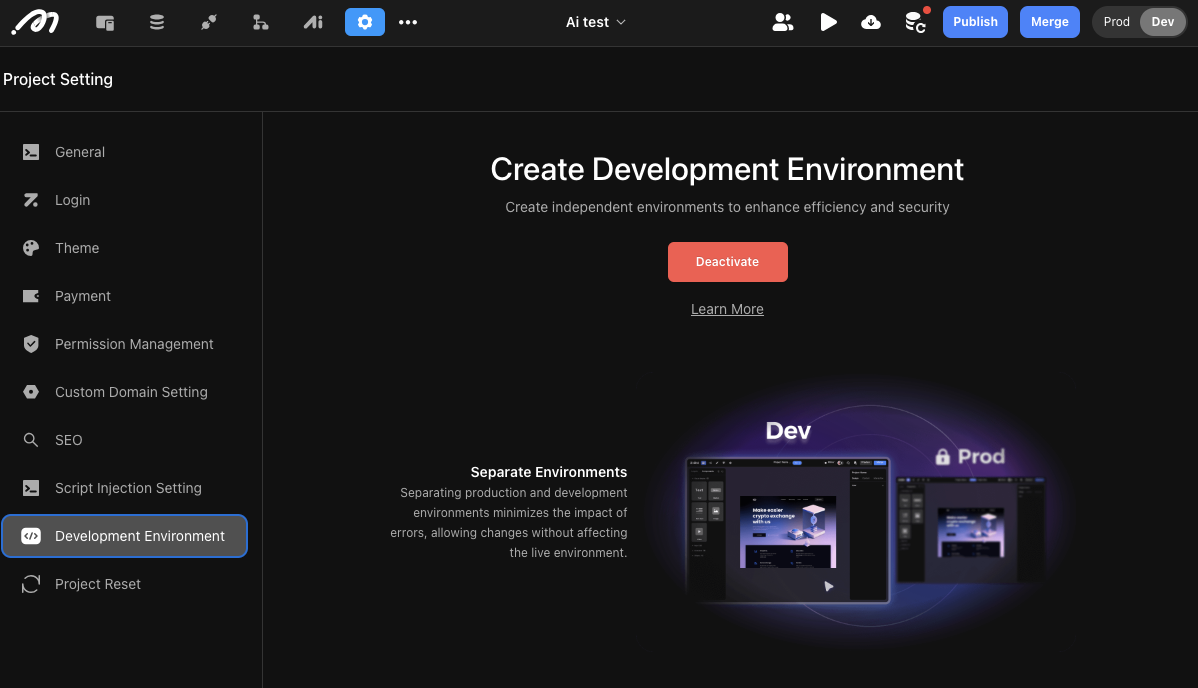 Ai test
Publish
Merge
Prod
Dev
Project Setting
General
Login
Theme
Payment
Permission Management
Custom Domain Setting
SEO
Script Injection Setting
Development Environment
Project Reset
Create Development Environment
Create independent environments to enhance efficiency and security
Deactivate
Learn More
Separate Environments
Separating production and development
environments minimizes the impact of
errors, allowing changes without affecting
the live environment.
Dev
Prod
Make easier
crypto exchange
with us